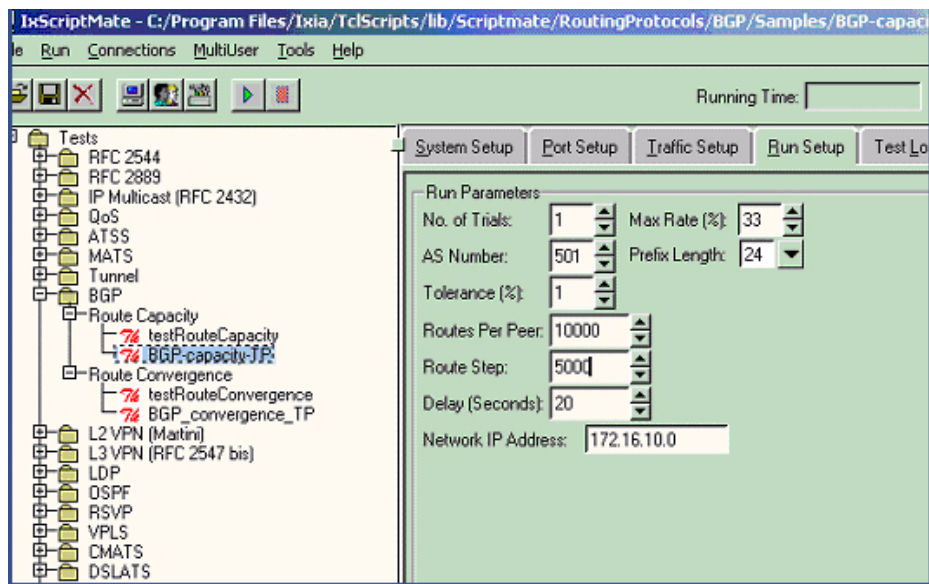 IxScriptMate - C:/Program Files/Ixia/TclScripts/lib/Scriptmate/RoutingProtocols/BGP/Samples/BGP-capaci
le Run Connections MultiUser Tools Help
Running Time:
Tests
RFC 2544
RFC 2889
IP Multicast (RFC 2432)
QoS
ATSS
MATS
Tunnel
BGP
Route Capacity
testRouteCapacity
BGP-capacity-TP
Route Convergence
testRouteConvergence
BGP_convergence_TP
L2 VPN (Martini)
L3 VPN (RFC 2547 bis)
LDP
OSPF
RSVP
VPLS
CMATS
DSLATS
System Setup Port Setup Traffic Setup Run Setup Test Lo
Run Parameters
No. of Trials: 1 Max Rate (%): 33
AS Number: 501 Prefix Length: 24
Tolerance (%): 1
Routes Per Peer: 10000
Route Step: 5000
Delay (Seconds): 20
Network IP Address: 172.16.10.0